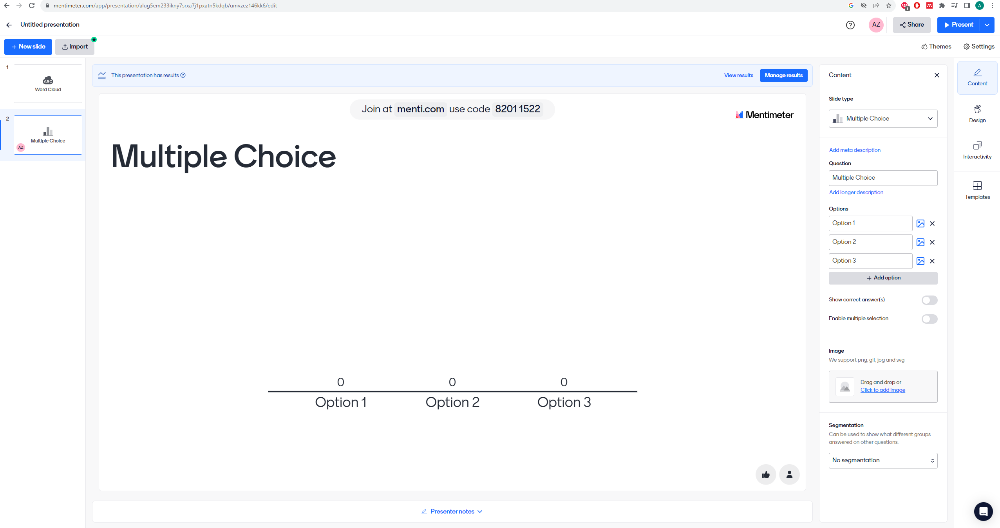 mentimeter.com/app/presentation/alug5em233ikny7srxa7j1pxatn5kdqb/umvzez146kk6/edit
ABP
1
A
Untitled presentation
AZ
Share
Present
+ New slide
Import
Themes
Settings
1
ABC
Word Cloud
2
Multiple Choice
AZ
This presentation has results
View results
Manage results
Join at menti.com use code 8201 1522
Mentimeter
Multiple Choice
0 0 0
Option 1 Option 2 Option 3
Presenter notes
Content
Slide type
Multiple Choice
Add meta description
Question
Multiple Choice
Add longer description
Options
Option 1
Option 2
Option 3
+ Add option
Show correct answer(s)
Enable multiple selection
Image
We support png, gif, jpg and svg
Drag and drop or
Click to add image
Segmentation
Can be used to show what different groups
answered on other questions.
No segmentation
Content
Design
Interactivity
Templates